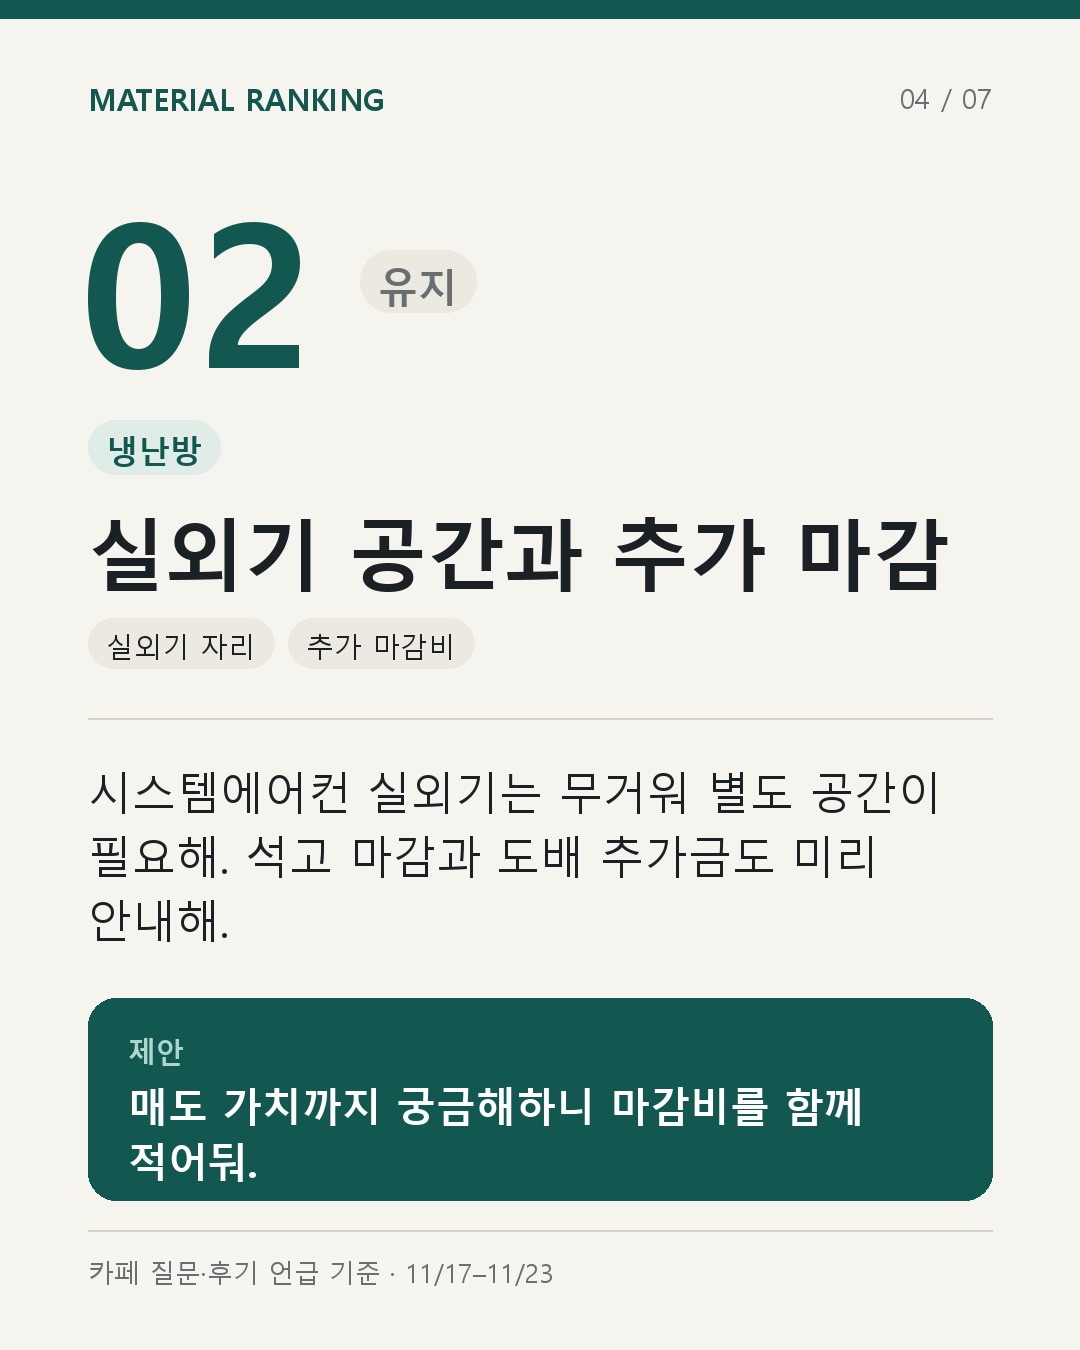 MATERIAL RANKING
04 / 07
02
유지
냉난방
실외기 공간과 추가 마감
실외기 자리
추가 마감비
시스템에어컨 실외기는 무거워 별도 공간이
필요해. 석고 마감과 도배 추가금도 미리
안내해.
제안
매도 가치까지 궁금해하니 마감비를 함께
적어둬.
카페 질문·후기 언급 기준 · 11/17–11/23